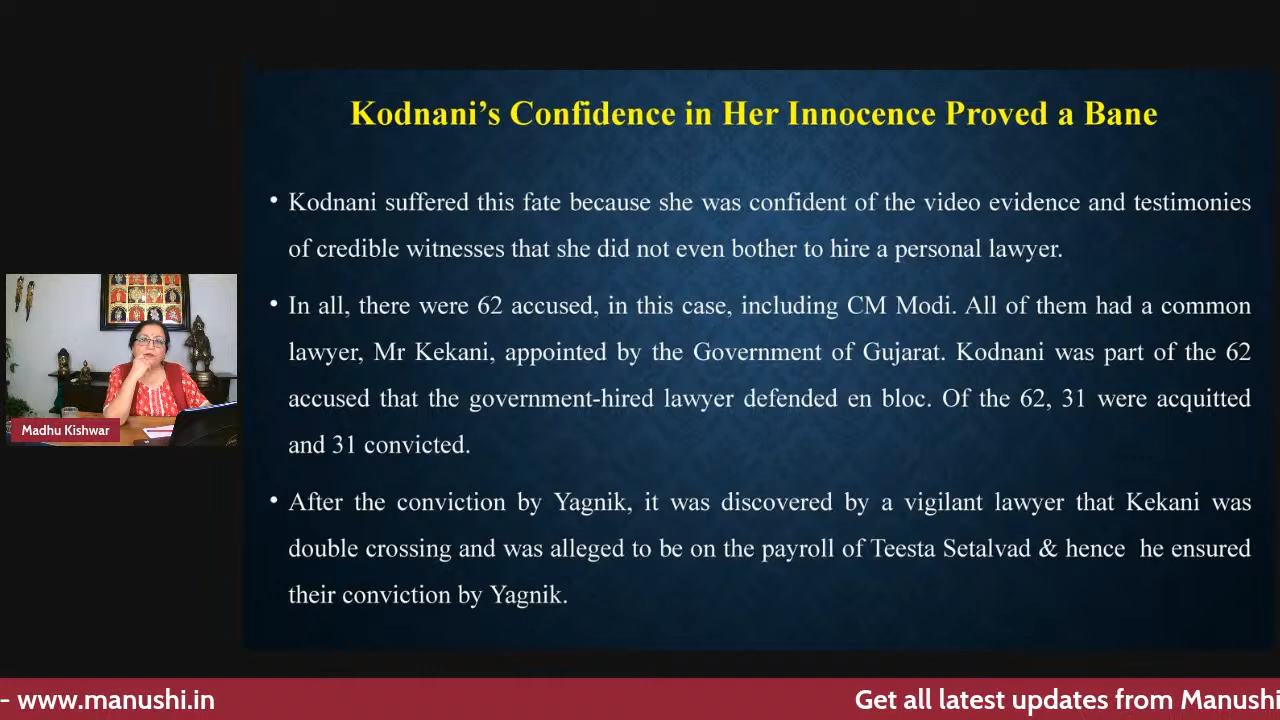 Kodnani’s Confidence in Her Innocence Proved a Bane
• Kodnani suffered this fate because she was confident of the video evidence and testimonies
of credible witnesses that she did not even bother to hire a personal lawyer.
• In all, there were 62 accused, in this case, including CM Modi. All of them had a common
lawyer, Mr Kekani, appointed by the Government of Gujarat. Kodnani was part of the 62
accused that the government-hired lawyer defended en bloc. Of the 62, 31 were acquitted
and 31 convicted.
• After the conviction by Yagnik, it was discovered by a vigilant lawyer that Kekani was
double crossing and was alleged to be on the payroll of Teesta Setalvad & hence he ensured
their conviction by Yagnik.
Madhu Kishwar
- www.manushi.in
Get all latest updates from Manushi